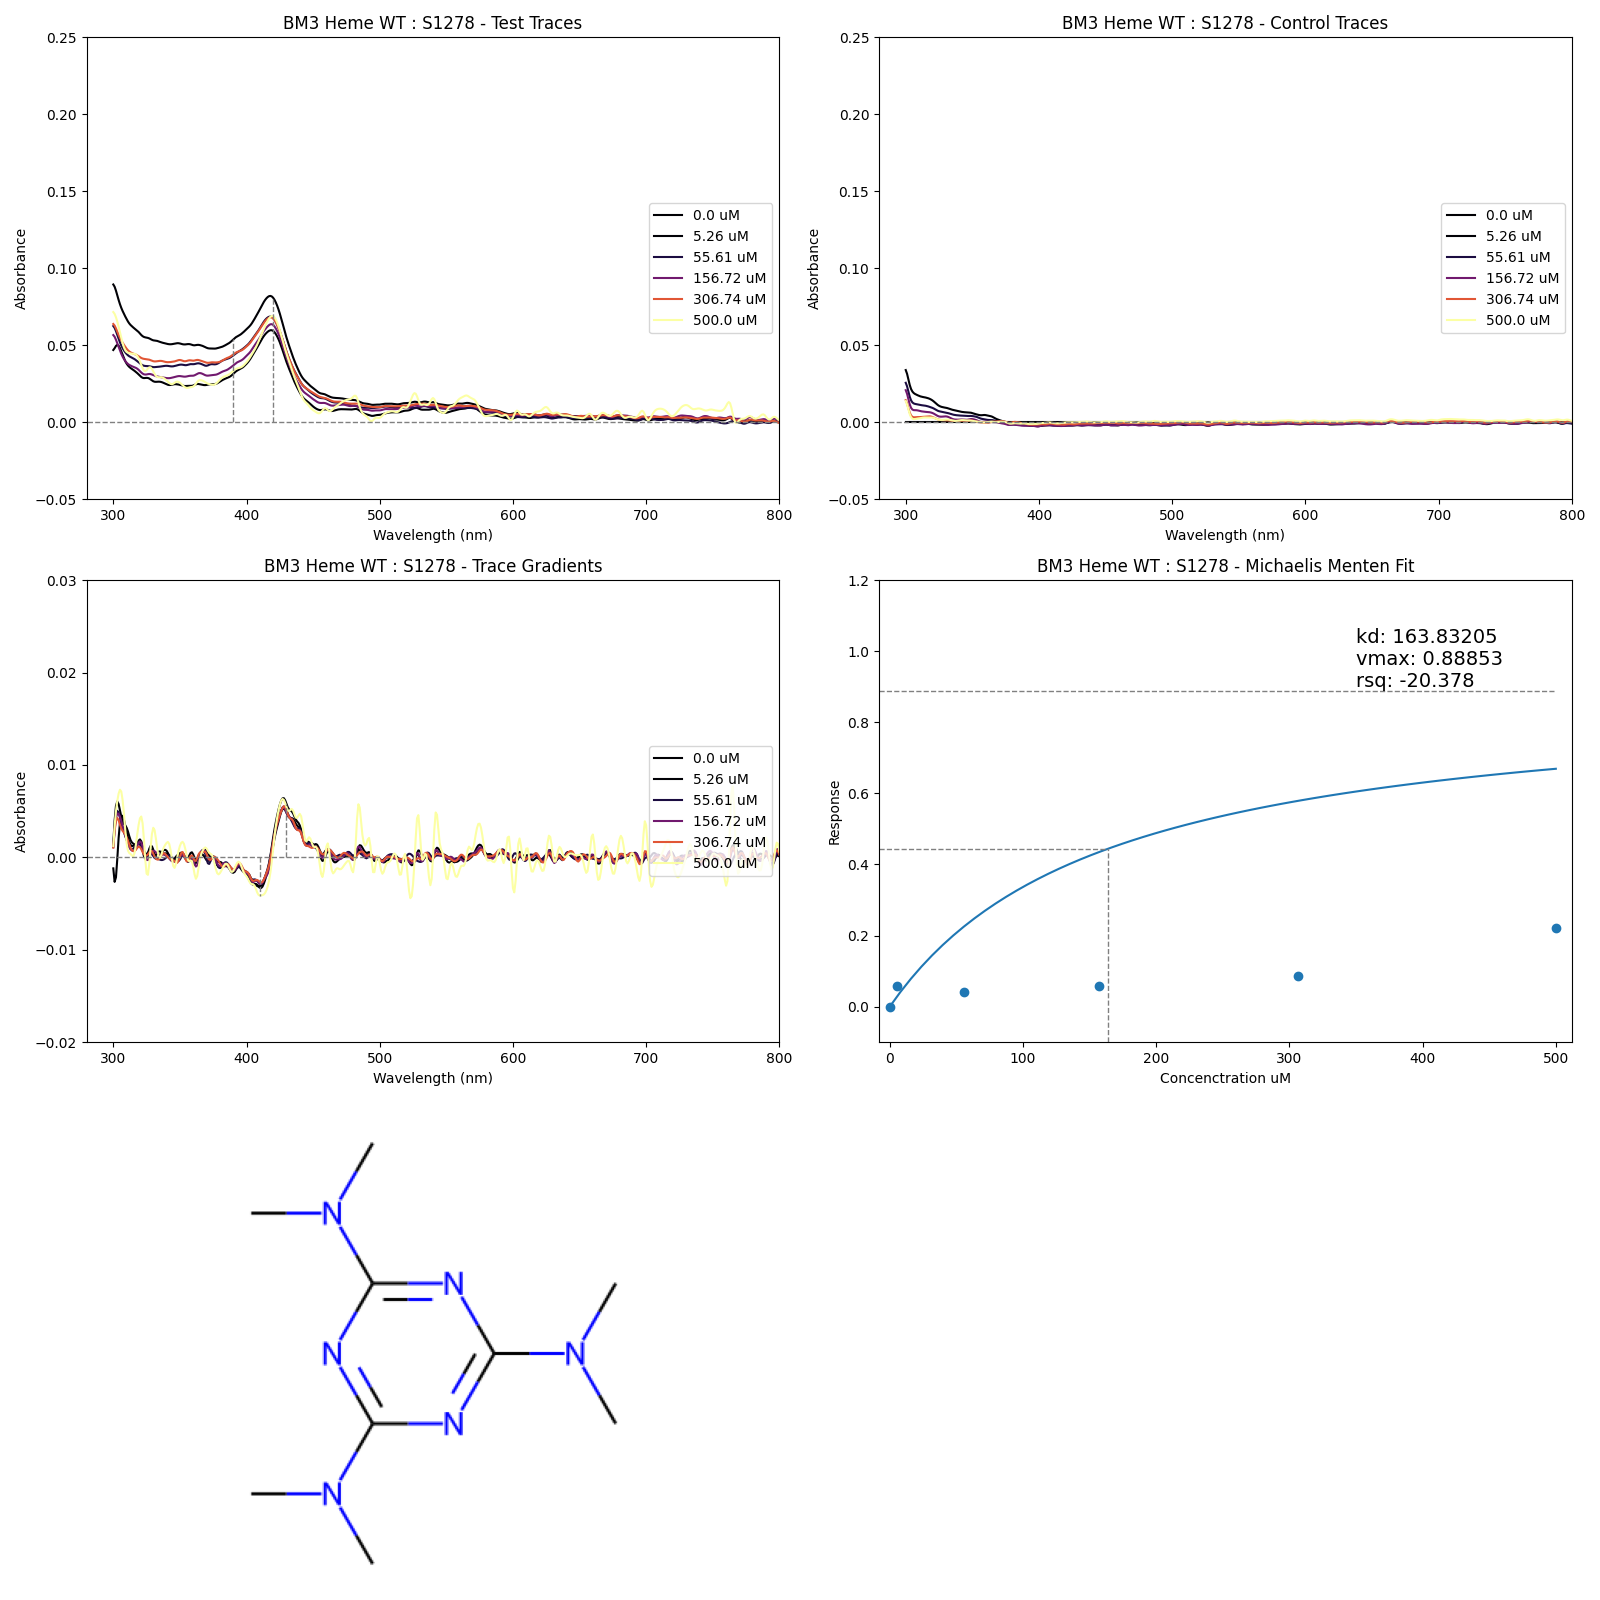 BM3 Heme WT : S1278 - Test Traces
0.25
0.20
0.15
0.10
0.05
0.00
−0.05
Absorbance
300
400
500
600
700
800
Wavelength (nm)
0.0 uM
5.26 uM
55.61 uM
156.72 uM
306.74 uM
500.0 uM
BM3 Heme WT : S1278 - Control Traces
0.25
0.20
0.15
0.10
0.05
0.00
−0.05
Absorbance
300
400
500
600
700
800
Wavelength (nm)
0.0 uM
5.26 uM
55.61 uM
156.72 uM
306.74 uM
500.0 uM
BM3 Heme WT : S1278 - Trace Gradients
0.03
0.02
0.01
0.00
−0.01
−0.02
Absorbance
300
400
500
600
700
800
Wavelength (nm)
0.0 uM
5.26 uM
55.61 uM
156.72 uM
306.74 uM
500.0 uM
BM3 Heme WT : S1278 - Michaelis Menten Fit
1.2
1.0
0.8
0.6
0.4
0.2
0.0
Response
0
100
200
300
400
500
Concenctration uM
kd: 163.83205
vmax: 0.88853
rsq: -20.378
N
N
N
N
N
N